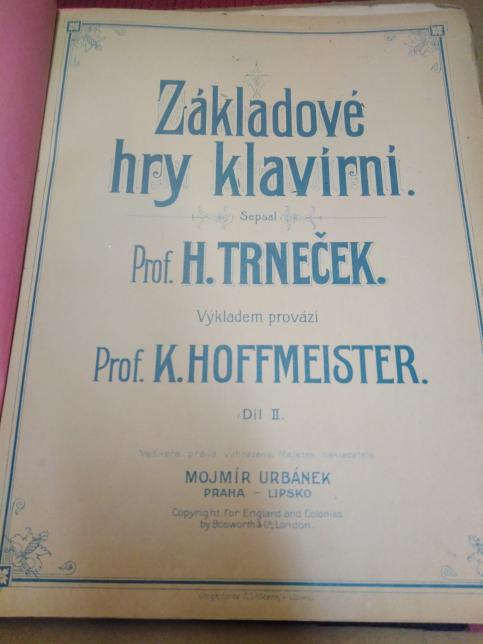 Základové
hry klavírní.
Sepsal
Prof. H. TRNEČEK.
Výkladem provází
Prof. K. HOFFMEISTER.
Díl II.
Veškera práva vyhrazena. Majetek nakladatele
MOJMÍR URBÁNEK
PRAHA – LIPSKO
Copyright for England and Colonies
by Bosworth & Co, London.